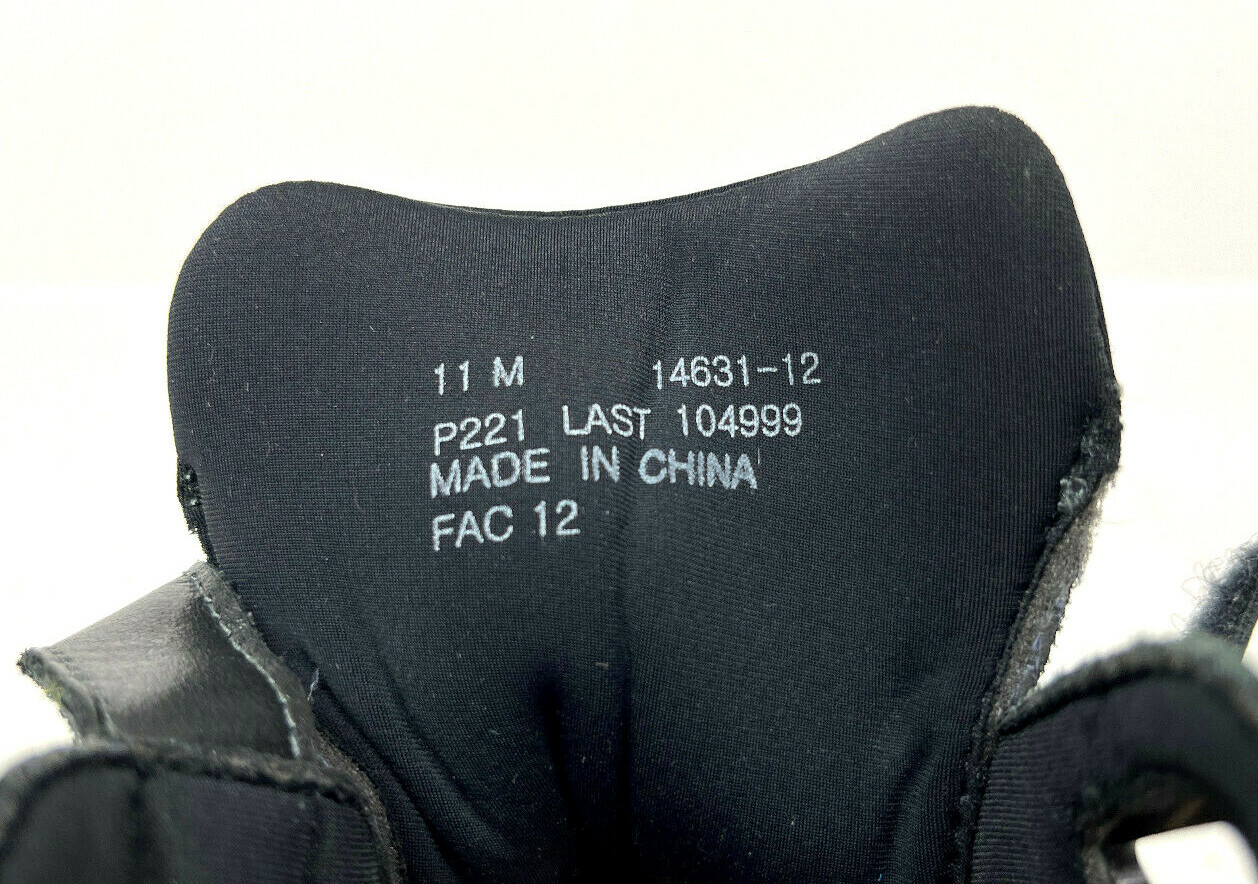 11 M 14631-12
P221 LAST 104999
MADE IN CHINA
FAC 12